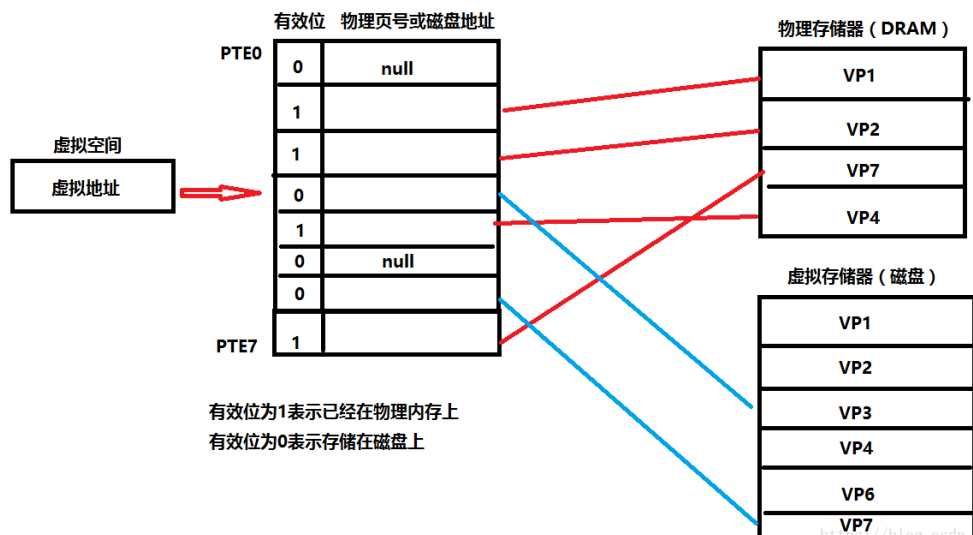 有效位 物理页号或磁盘地址
PTE0
0 null
1
1
0
1
0 null
0
1
PTE7
虚拟空间
虚拟地址
有效位为1表示已经在物理内存上
有效位为0表示存储在磁盘上
物理存储器（DRAM）
VP1
VP2
VP7
VP4
虚拟存储器（磁盘）
VP1
VP2
VP3
VP4
VP6
VP7